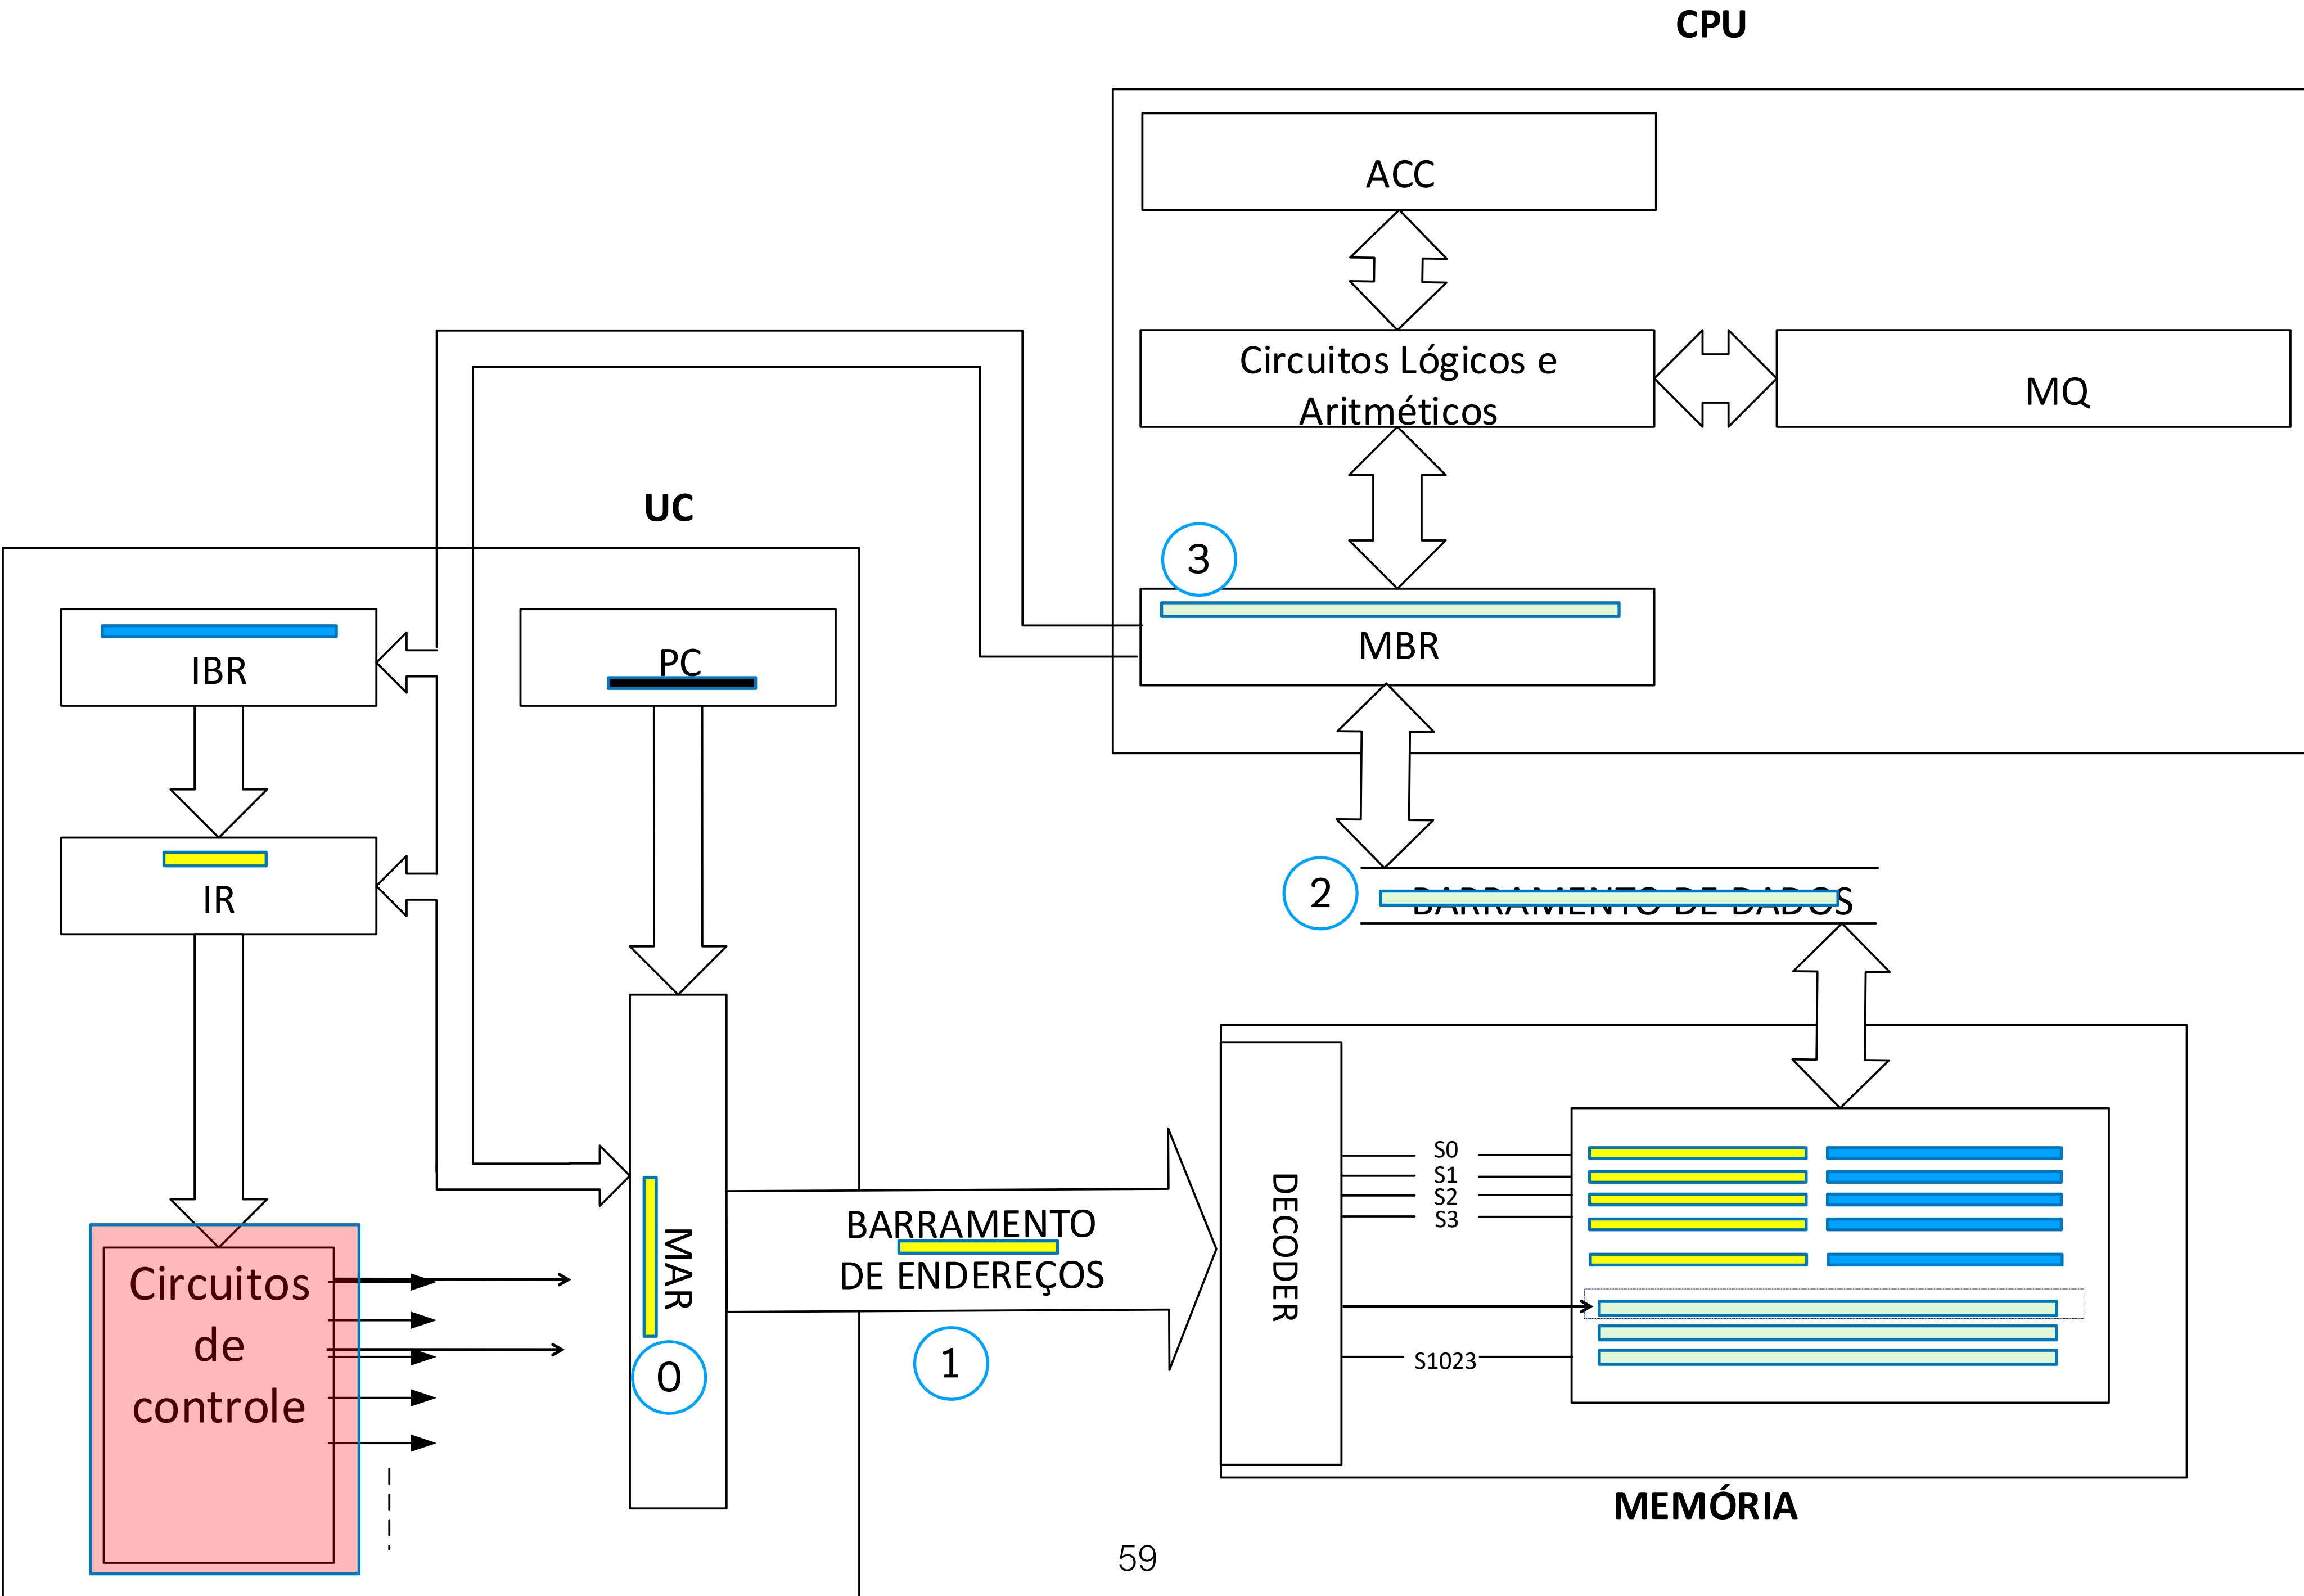 CPU
ACC
Circuitos Lógicos e
Aritméticos
MQ
UC
3
IBR
PC
MBR
IR
2
BARRAMENTO DE DADOS
S0
S1
S2
S3
DECODER
MAR
BARRAMENTO
DE ENDEREÇOS
Circuitos
de
controle
0
1
S1023
MEMÓRIA
59